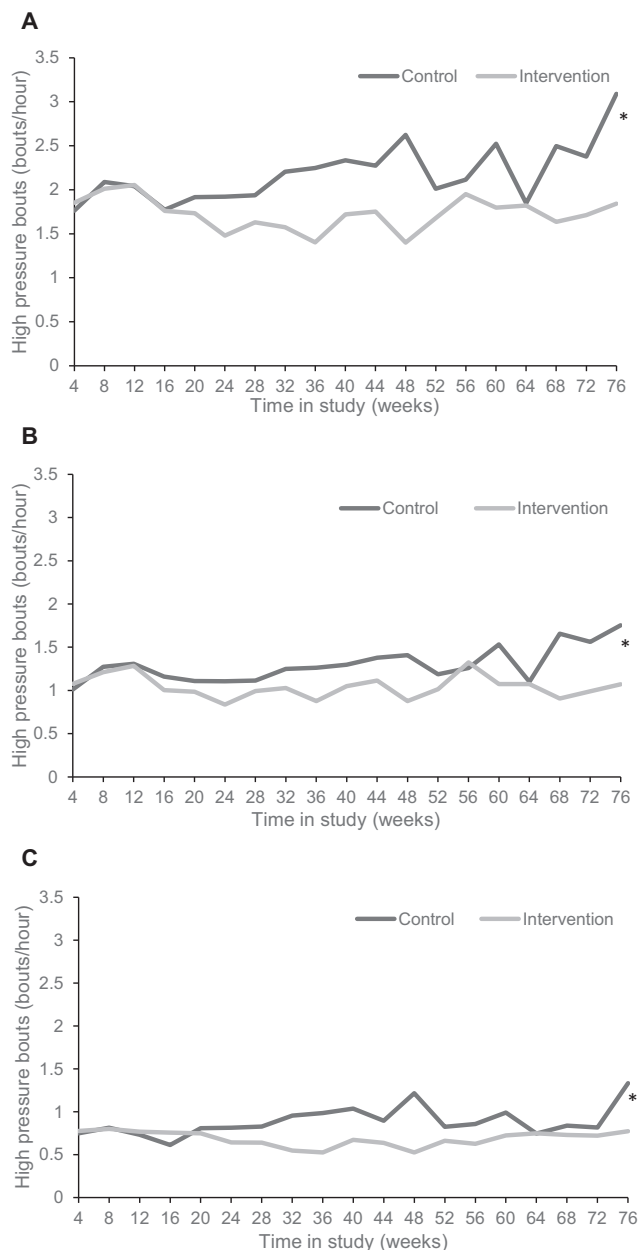 A
High pressure bouts (bouts/hour)
3.5
3
2.5
2
1.5
1
0.5
0
Control Intervention
*
4 8 12 16 20 24 28 32 36 40 44 48 52 56 60 64 68 72 76
Time in study (weeks)
B
High pressure bouts (bouts/hour)
3.5
3
2.5
2
1.5
1
0.5
0
Control Intervention
*
4 8 12 16 20 24 28 32 36 40 44 48 52 56 60 64 68 72 76
Time in study (weeks)
C
High pressure bouts (bouts/hour)
3.5
3
2.5
2
1.5
1
0.5
0
Control Intervention
*
4 8 12 16 20 24 28 32 36 40 44 48 52 56 60 64 68 72 76
Time in study (weeks)